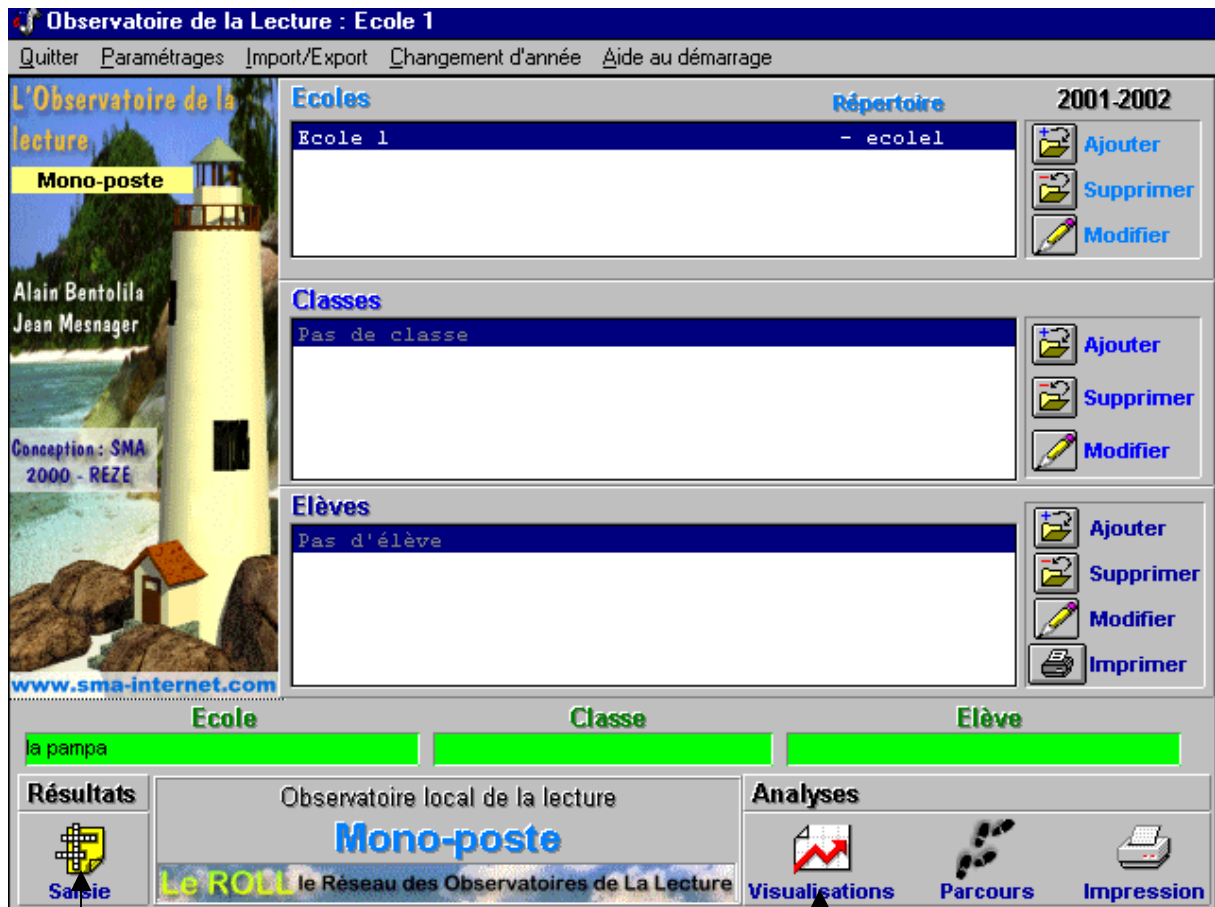 Observatoire de la Lecture : Ecole 1
Quitter Paramétrages Import/Export Changement d'année Aide au démarrage
L'Observatoire de la
lecture
Mono-poste
Alain Bentolila
Jean Mesnager
Conception : SMA
2000 - REZE
www.sma-internet.com
Ecoles Répertoire 2001-2002
Ecole 1 - ecole1
Ajouter
Supprimer
Modifier
Classes
Pas de classe
Ajouter
Supprimer
Modifier
Elèves
Pas d'élève
Ajouter
Supprimer
Modifier
Imprimer
Ecole Classe Elève
la pampa
Résultats
Saisie
Observatoire local de la lecture
Mono-poste
Le ROLL le Réseau des Observatoires de La Lecture
Analyses
Visualisations Parcours Impression